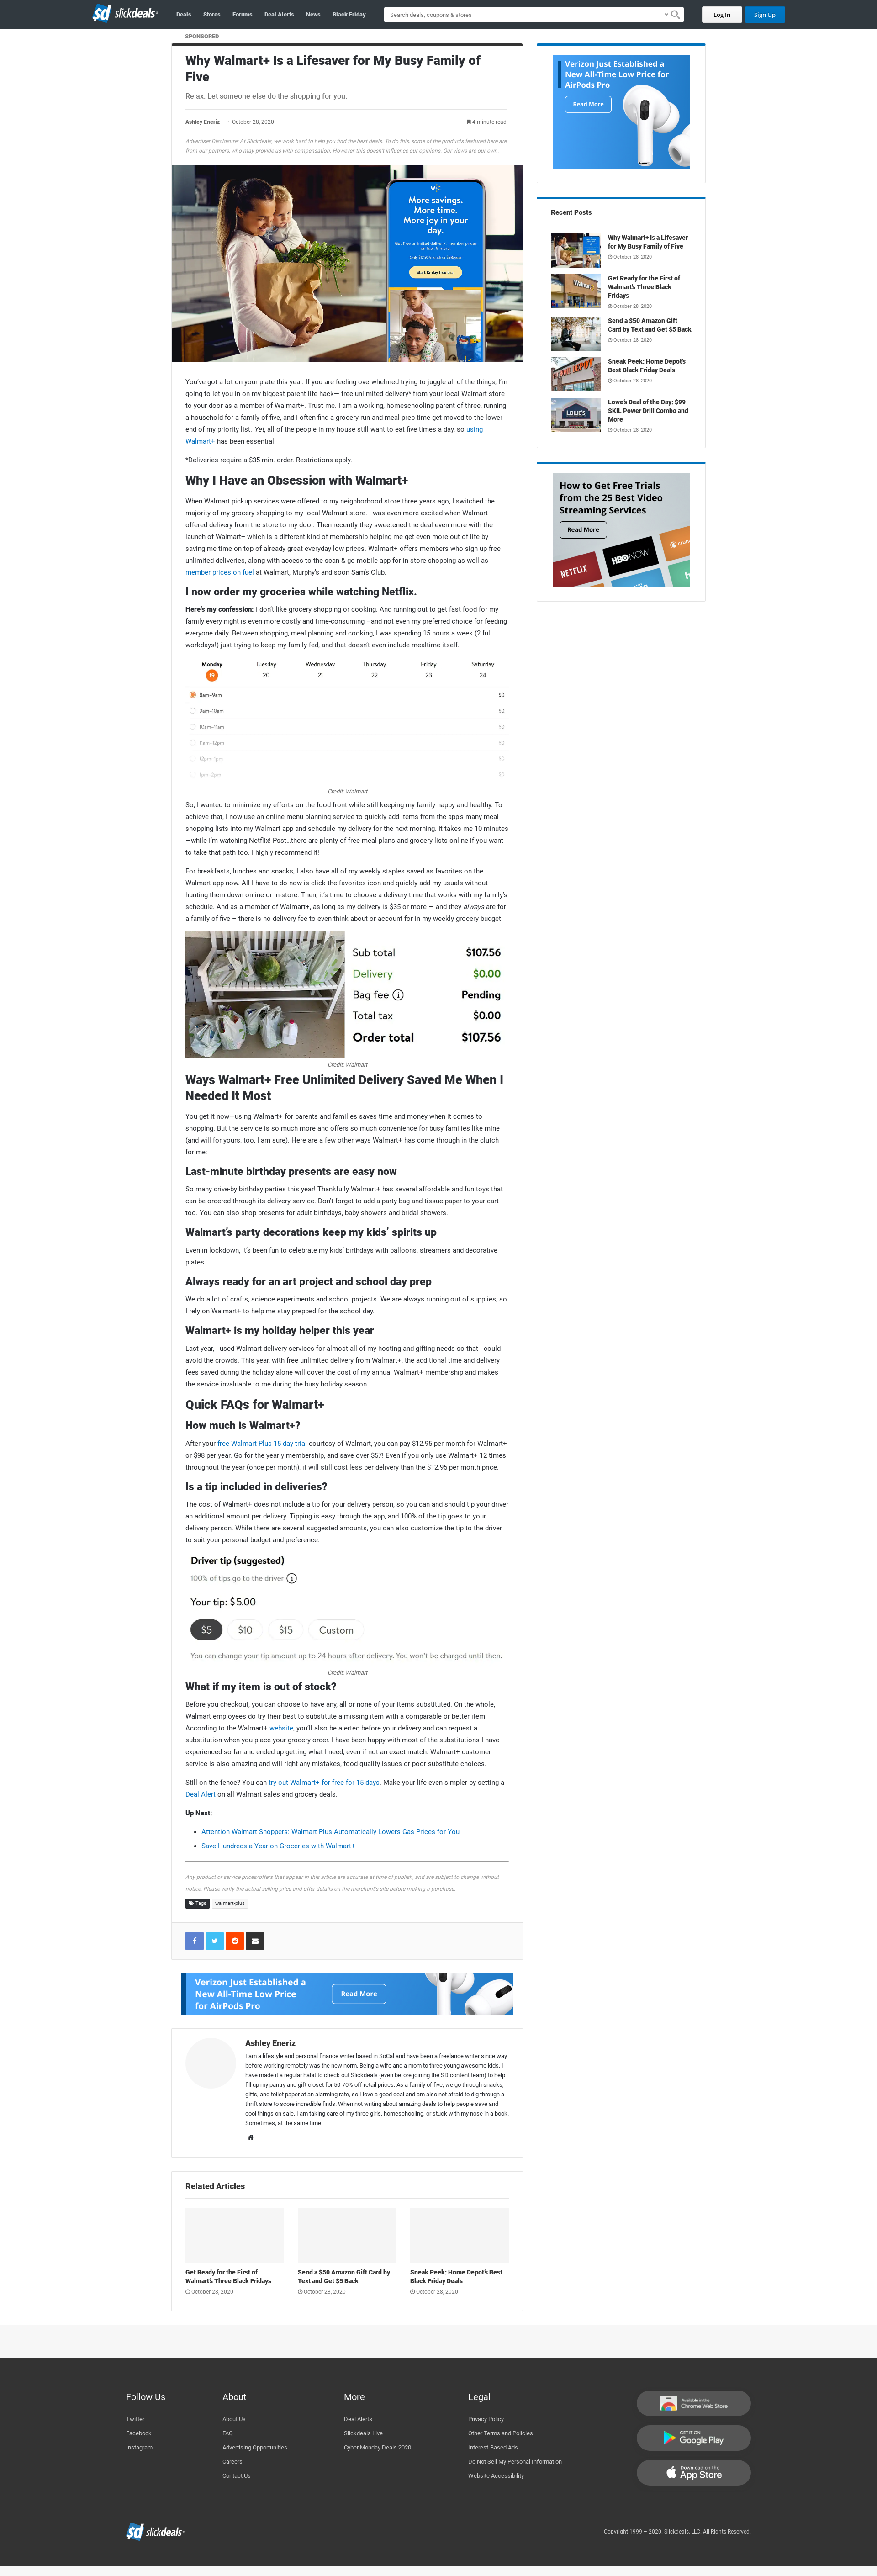 sd slickdeals
Deals
Stores
Forums
Deal Alerts
News
Black Friday
Search deals, coupons & stores
Log In
Sign Up
SPONSORED
Why Walmart+ Is a Lifesaver for My Busy Family of
Five
Relax. Let someone else do the shopping for you.
Ashley Eneriz - October 28, 2020
4 minute read
Advertiser Disclosure: At Slickdeals, we work hard to help you find the best deals. To do this, some of the products featured here are
from our partners, who may provide us with compensation. However, this doesn't influence our opinions. Our views are our own.
More savings.
More time.
More joy in your
day.
Get free unlimited delivery, member prices
on fuel, & more.
Only $12.95/month or $98/year.
Start 15-day free trial
You've got a lot on your plate this year. If you are feeling overwhelmed trying to juggle all of the things, I'm
going to let you in on my biggest parent life hack— free unlimited delivery* from your local Walmart store
to your door as a member of Walmart+. Trust me. I am a working, homeschooling parent of three, running
a household for a family of five, and I often find a grocery run and meal prep time get moved to the lower
end of my priority list. Yet, all of the people in my house still want to eat five times a day, so using
Walmart+ has been essential.
*Deliveries require a $35 min. order. Restrictions apply.
Why I Have an Obsession with Walmart+
When Walmart pickup services were offered to my neighborhood store three years ago, I switched the
majority of my grocery shopping to my local Walmart store. I was even more excited when Walmart
offered delivery from the store to my door. Then recently they sweetened the deal even more with the
launch of Walmart+ which is a different kind of membership helping me get even more out of life by
saving me time on top of already great everyday low prices. Walmart+ offers members who sign up free
unlimited deliveries, along with access to the scan & go mobile app for in-store shopping as well as
member prices on fuel at Walmart, Murphy's and soon Sam's Club.
I now order my groceries while watching Netflix.
Here's my confession: I don't like grocery shopping or cooking. And running out to get fast food for my
family every night is even more costly and time-consuming –and not even my preferred choice for feeding
everyone daily. Between shopping, meal planning and cooking, I was spending 15 hours a week (2 full
workdays!) just trying to keep my family fed, and that doesn't even include mealtime itself.
Monday Tuesday Wednesday Thursday Friday Saturday
19 20 21 22 23 24
8am–9am $0
9am–10am $0
10am–11am $0
11am–12pm $0
12pm–1pm $0
1pm–2pm $0
Credit: Walmart
So, I wanted to minimize my efforts on the food front while still keeping my family happy and healthy. To
achieve that, I now use an online menu planning service to quickly add items from the app's many meal
shopping lists into my Walmart app and schedule my delivery for the next morning. It takes me 10 minutes
—while I'm watching Netflix! Psst…there are plenty of free meal plans and grocery lists online if you want
to take that path too. I highly recommend it!
For breakfasts, lunches and snacks, I also have all of my weekly staples saved as favorites on the
Walmart app now. All I have to do now is click the favorites icon and quickly add my usuals without
hunting them down online or in-store. Then, it's time to choose a delivery time that works with my family's
schedule. And as a member of Walmart+, as long as my delivery is $35 or more — and they always are for
a family of five – there is no delivery fee to even think about or account for in my weekly grocery budget.
Sub total $107.56
Delivery $0.00
Bag fee Pending
Total tax $0.00
Order total $107.56
Credit: Walmart
Ways Walmart+ Free Unlimited Delivery Saved Me When I
Needed It Most
You get it now—using Walmart+ for parents and families saves time and money when it comes to
shopping. But the service is so much more and offers so much convenience for busy families like mine
(and will for yours, too, I am sure). Here are a few other ways Walmart+ has come through in the clutch
for me:
Last-minute birthday presents are easy now
So many drive-by birthday parties this year! Thankfully Walmart+ has several affordable and fun toys that
can be ordered through its delivery service. Don't forget to add a party bag and tissue paper to your cart
too. You can also shop presents for adult birthdays, baby showers and bridal showers.
Walmart's party decorations keep my kids' spirits up
Even in lockdown, it's been fun to celebrate my kids' birthdays with balloons, streamers and decorative
plates.
Always ready for an art project and school day prep
We do a lot of crafts, science experiments and school projects. We are always running out of supplies, so
I rely on Walmart+ to help me stay prepped for the school day.
Walmart+ is my holiday helper this year
Last year, I used Walmart delivery services for almost all of my hosting and gifting needs so that I could
avoid the crowds. This year, with free unlimited delivery from Walmart+, the additional time and delivery
fees saved during the holiday alone will cover the cost of my annual Walmart+ membership and makes
the service invaluable to me during the busy holiday season.
Quick FAQs for Walmart+
How much is Walmart+?
After your free Walmart Plus 15-day trial courtesy of Walmart, you can pay $12.95 per month for Walmart+
or $98 per year. Go for the yearly membership, and save over $57! Even if you only use Walmart+ 12 times
throughout the year (once per month), it will still cost less per delivery than the $12.95 per month price.
Is a tip included in deliveries?
The cost of Walmart+ does not include a tip for your delivery person, so you can and should tip your driver
an additional amount per delivery. Tipping is easy through the app, and 100% of the tip goes to your
delivery person. While there are several suggested amounts, you can also customize the tip to the driver
to suit your personal budget and preference.
Driver tip (suggested)
100% of tips go to the driver
Your tip: $5.00
$5 $10 $15 Custom
You can change your tip amount up to 24 hours after delivery. You won't be charged until then.
Credit: Walmart
What if my item is out of stock?
Before you checkout, you can choose to have any, all or none of your items substituted. On the whole,
Walmart employees do try their best to substitute a missing item with a comparable or better item.
According to the Walmart+ website, you'll also be alerted before your delivery and can request a
substitution when you place your grocery order. I have been happy with most of the substitutions I have
experienced so far and ended up getting what I need, even if not an exact match. Walmart+ customer
service is also amazing and will right any mistakes, food quality issues or poor substitute choices.
Still on the fence? You can try out Walmart+ for free for 15 days. Make your life even simpler by setting a
Deal Alert on all Walmart sales and grocery deals.
Up Next:
Attention Walmart Shoppers: Walmart Plus Automatically Lowers Gas Prices for You
Save Hundreds a Year on Groceries with Walmart+
Any product or service prices/offers that appear in this article are accurate at time of publish, and are subject to change without
notice. Please verify the actual selling price and offer details on the merchant's site before making a purchase.
Tags walmart-plus
Verizon Just Established a
New All-Time Low Price
for AirPods Pro
Read More
Ashley Eneriz
I am a lifestyle and personal finance writer based in SoCal and have been a freelance writer since way
before working remotely was the new norm. Being a wife and a mom to three young awesome kids, I
have made it a regular habit to check out Slickdeals (even before joining the SD content team) to help
fill up my pantry and gift closet for 50-70% off retail prices. As a family of five, we go through snacks,
gifts, and toilet paper at an alarming rate, so I love a good deal and am also not afraid to dig through a
thrift store to score incredible finds. When not writing about amazing deals to help people save and
cool things on sale, I am taking care of my three girls, homeschooling, or stuck with my nose in a book.
Sometimes, at the same time.
Related Articles
Get Ready for the First of
Walmart's Three Black Fridays
October 28, 2020
Send a $50 Amazon Gift Card by
Text and Get $5 Back
October 28, 2020
Sneak Peek: Home Depot's Best
Black Friday Deals
October 28, 2020
Verizon Just Established a
New All-Time Low Price for
AirPods Pro
Read More
Recent Posts
Why Walmart+ Is a Lifesaver
for My Busy Family of Five
October 28, 2020
Walmart
Get Ready for the First of
Walmart's Three Black
Fridays
October 28, 2020
Send a $50 Amazon Gift
Card by Text and Get $5 Back
October 28, 2020
Sneak Peek: Home Depot's
Best Black Friday Deals
October 28, 2020
LOWE'S
Lowe's Deal of the Day: $99
SKIL Power Drill Combo and
More
October 28, 2020
How to Get Free Trials
from the 25 Best Video
Streaming Services
Read More
NETFLIX
HBO NOW
Follow Us
Twitter
Facebook
Instagram
About
About Us
FAQ
Advertising Opportunities
Careers
Contact Us
More
Deal Alerts
Slickdeals Live
Cyber Monday Deals 2020
Legal
Privacy Policy
Other Terms and Policies
Interest-Based Ads
Do Not Sell My Personal Information
Website Accessibility
Available in the
Chrome Web Store
GET IT ON
Google Play
Download on the
App Store
sd slickdeals
Copyright 1999 – 2020. Slickdeals, LLC. All Rights Reserved.